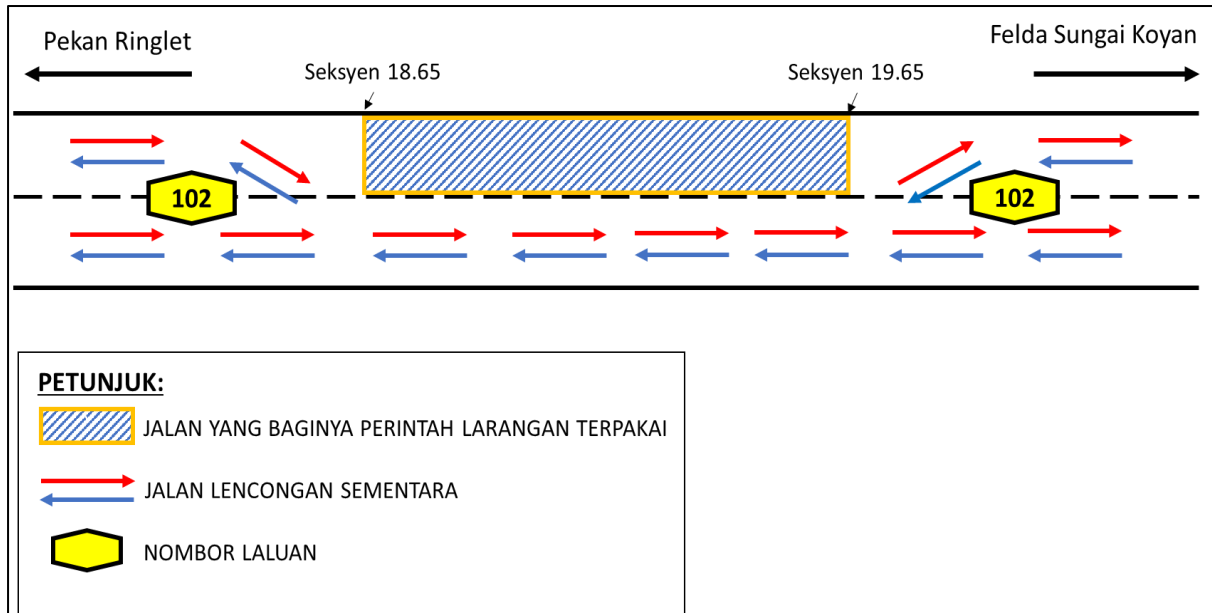 Pekan Ringlet
Felda Sungai Koyan
Seksyen 18.65
Seksyen 19.65
102
102
PETUNJUK:
JALAN YANG BAGINYA PERINTAH LARANGAN TERPAKAI
JALAN LENCONGAN SEMENTARA
NOMBOR LALUAN